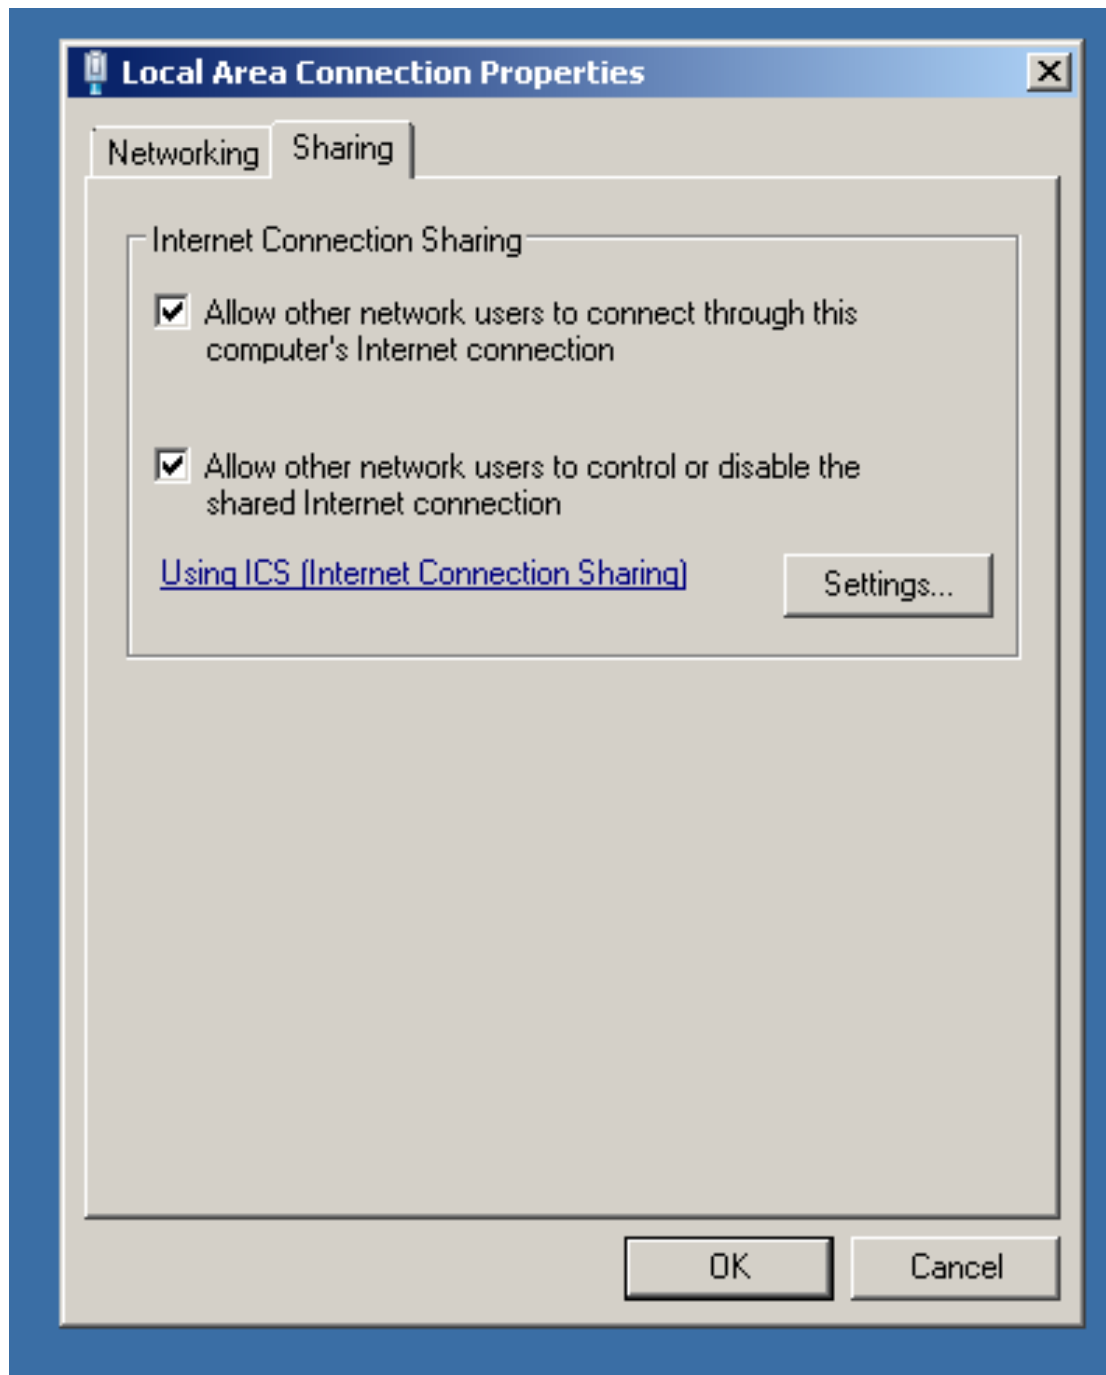 Local Area Connection Properties
Networking
Sharing
Internet Connection Sharing
Allow other network users to connect through this
computer's Internet connection
Allow other network users to control or disable the
shared Internet connection
Using ICS (Internet Connection Sharing)
Settings...
OK
Cancel